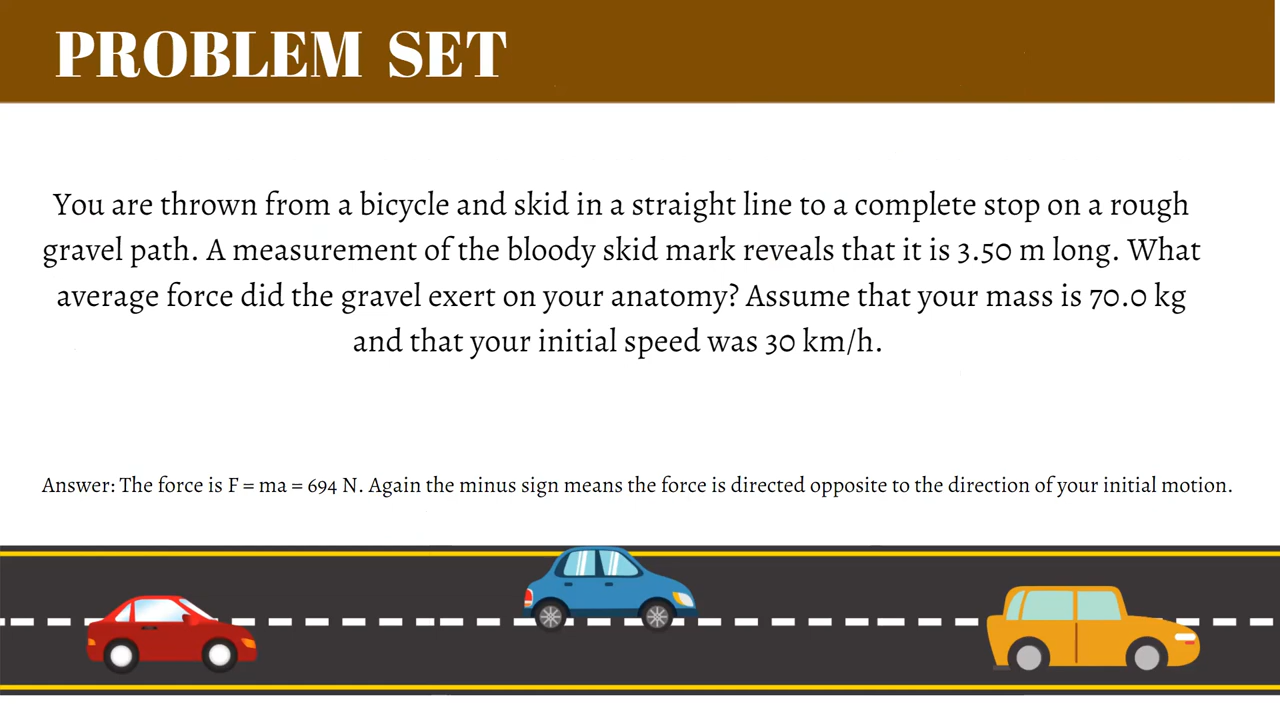 PROBLEM SET
You are thrown from a bicycle and skid in a straight line to a complete stop on a rough
gravel path. A measurement of the bloody skid mark reveals that it is 3.50 m long. What
average force did the gravel exert on your anatomy? Assume that your mass is 70.0 kg
and that your initial speed was 30 km/h.
Answer: The force is F = ma = 694 N. Again the minus sign means the force is directed opposite to the direction of your initial motion.